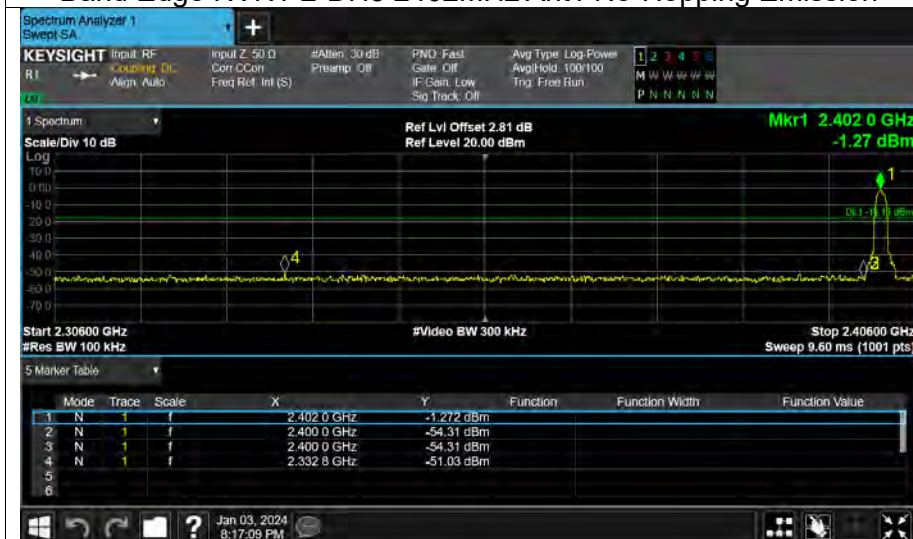 Spectrum Analyzer 1
Swept SA
+
KEYSIGHT Input: RF Input Z: 50 Ω #Atten: 30 dB PNO: Fast Avg Type: Log-Power 1 2 3 4 5 6
R1 Coupling: DC Corr CCorr Preamp: Off Gate: Off Avg|Hold: 100/100 M W W W W W
Align: Auto Freq Ref: Int (S) IF Gain: Low Trig: Free Run
Sig Track: Off P N N N N N
1 Spectrum Ref Lvl Offset 2.81 dB Mkr1 2.402 0 GHz
Scale/Div 10 dB Ref Level 20.00 dBm -1.27 dBm
Log
10.0
0.00
-10.0
-20.0
-30.0
-40.0
-50.0
-60.0
-70.0
1
4
Start 2.30600 GHz #Video BW 300 kHz Stop 2.40600 GHz
#Res BW 100 kHz Sweep 9.60 ms (1001 pts)
5 Marker Table
Mode Trace Scale X Y Function Function Width Function Value
1 N 1 f 2.402 0 GHz -1.272 dBm
2 N 1 f 2.400 0 GHz -54.31 dBm
3 N 1 f 2.400 0 GHz -54.31 dBm
4 N 1 f 2.332 8 GHz -51.03 dBm
5
6
? Jan 03, 2024
8:17:09 PM